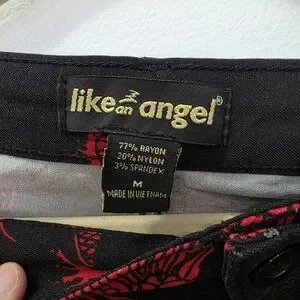 like an angel®
77% RAYON
20% NYLON
3% SPANDEX
M
MADE IN VIETNAM